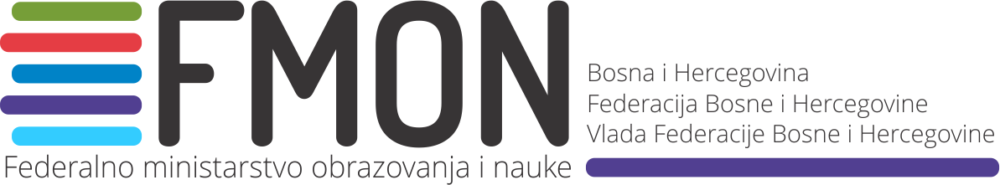 FMON
Federalno ministarstvo obrazovanja i nauke
Bosna i Hercegovina
Federacija Bosne i Hercegovine
Vlada Federacije Bosne i Hercegovine